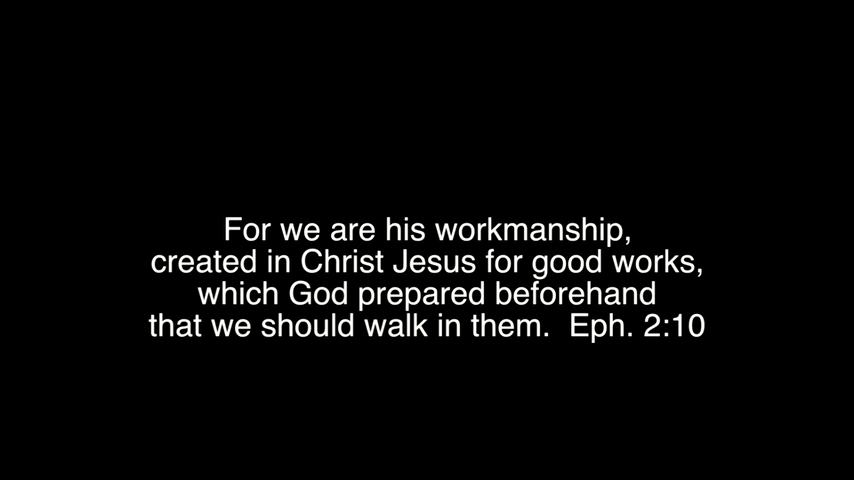 For we are his workmanship,
created in Christ Jesus for good works,
which God prepared beforehand
that we should walk in them.  Eph. 2:10